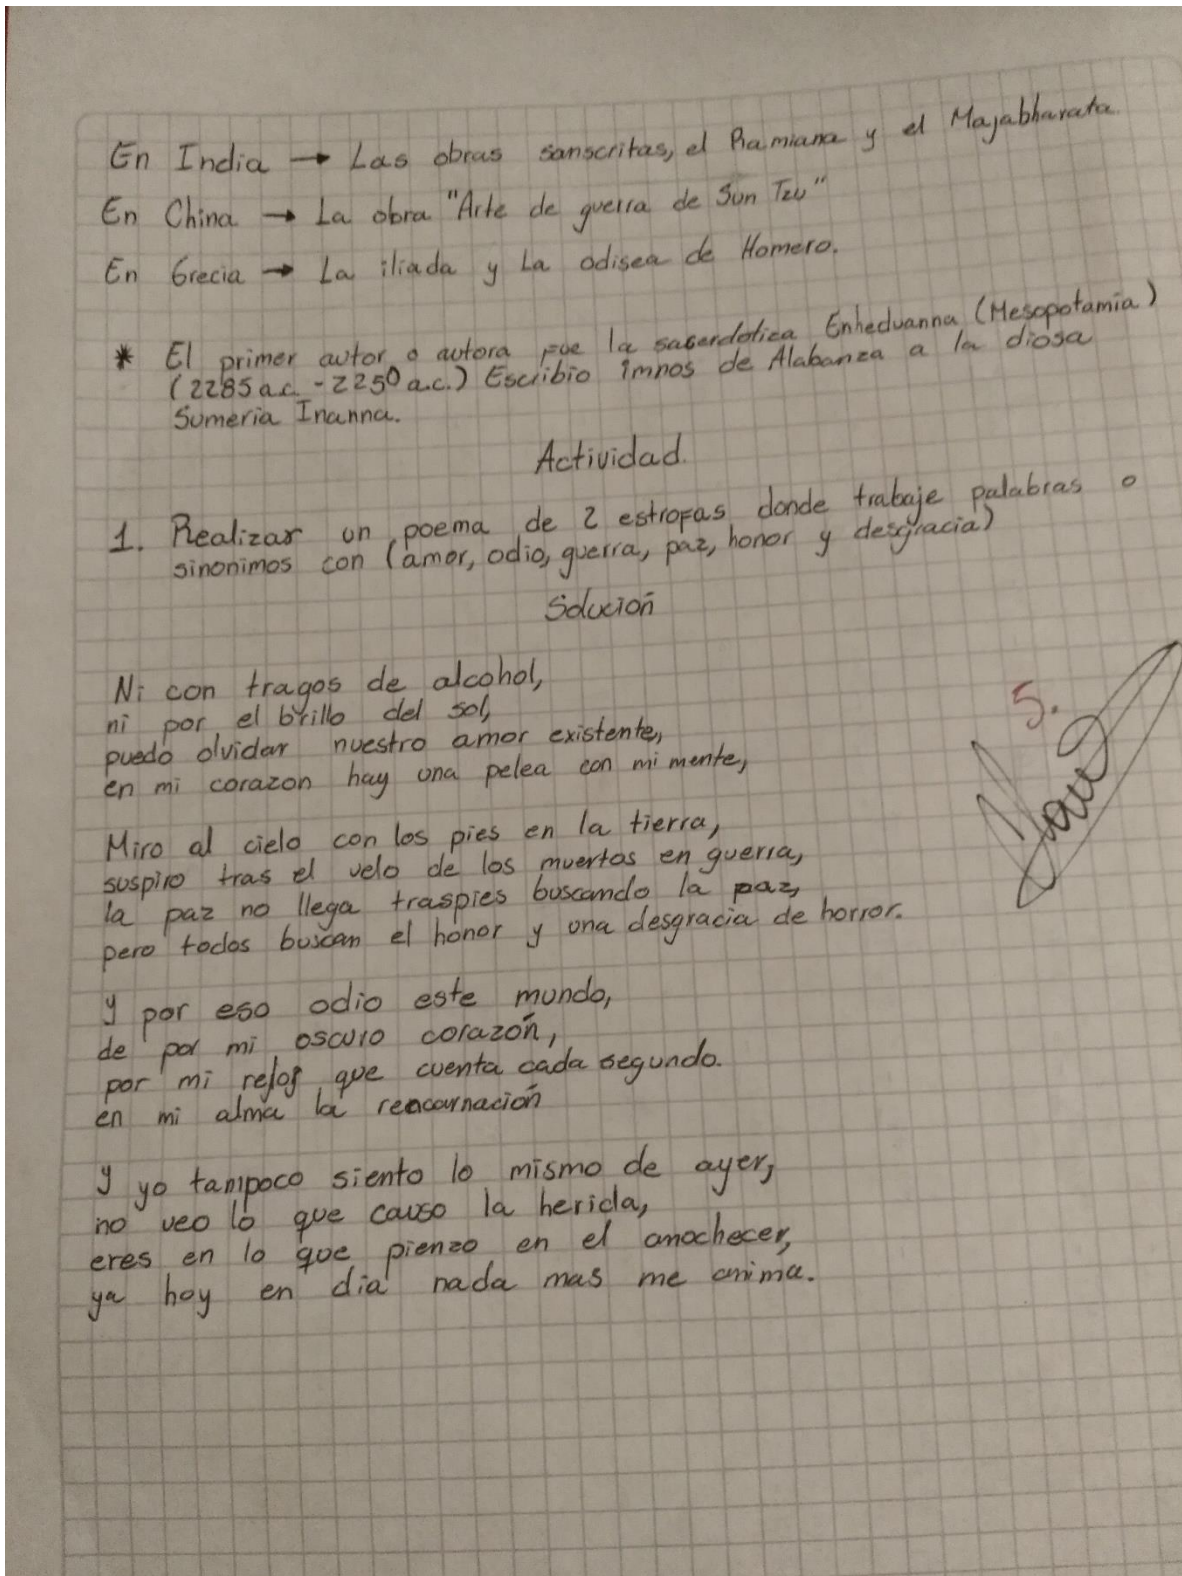 En India → Las obras sanscritas, el Ramiana y el Majabharata
En China → La obra "Arte de guerra de Sun Tzu"
En Grecia → La iliada y La odisea de Homero.
* El primer autor o autora fue la saserdotiza Enheduanna (Mesopotamia)
(2285 a.c. - 2250 a.c.) Escribio imnos de Alabanza a la diosa
Sumeria Inanna.
Actividad.
1. Realizar un poema de 2 estrofas donde trabaje palabras o
sinonimos con (amor, odio, guerra, paz, honor y desgracia)
Solución
Ni con tragos de alcohol,
ni por el brillo del sol,
puedo olvidar nuestro amor existente,
en mi corazon hay una pelea con mi mente,
Miro al cielo con los pies en la tierra,
suspiro tras el velo de los muertos en guerra,
la paz no llega traspies buscando la paz,
pero todos buscan el honor y una desgracia de horror.
y por eso odio este mundo,
de por mi oscuro corazón,
por mi reloj que cuenta cada segundo.
en mi alma la reencarnación
y yo tampoco siento lo mismo de ayer,
no veo lo que causo la herida,
eres en lo que pienzo en el anochecer,
ya hoy en día nada mas me anima.
5.